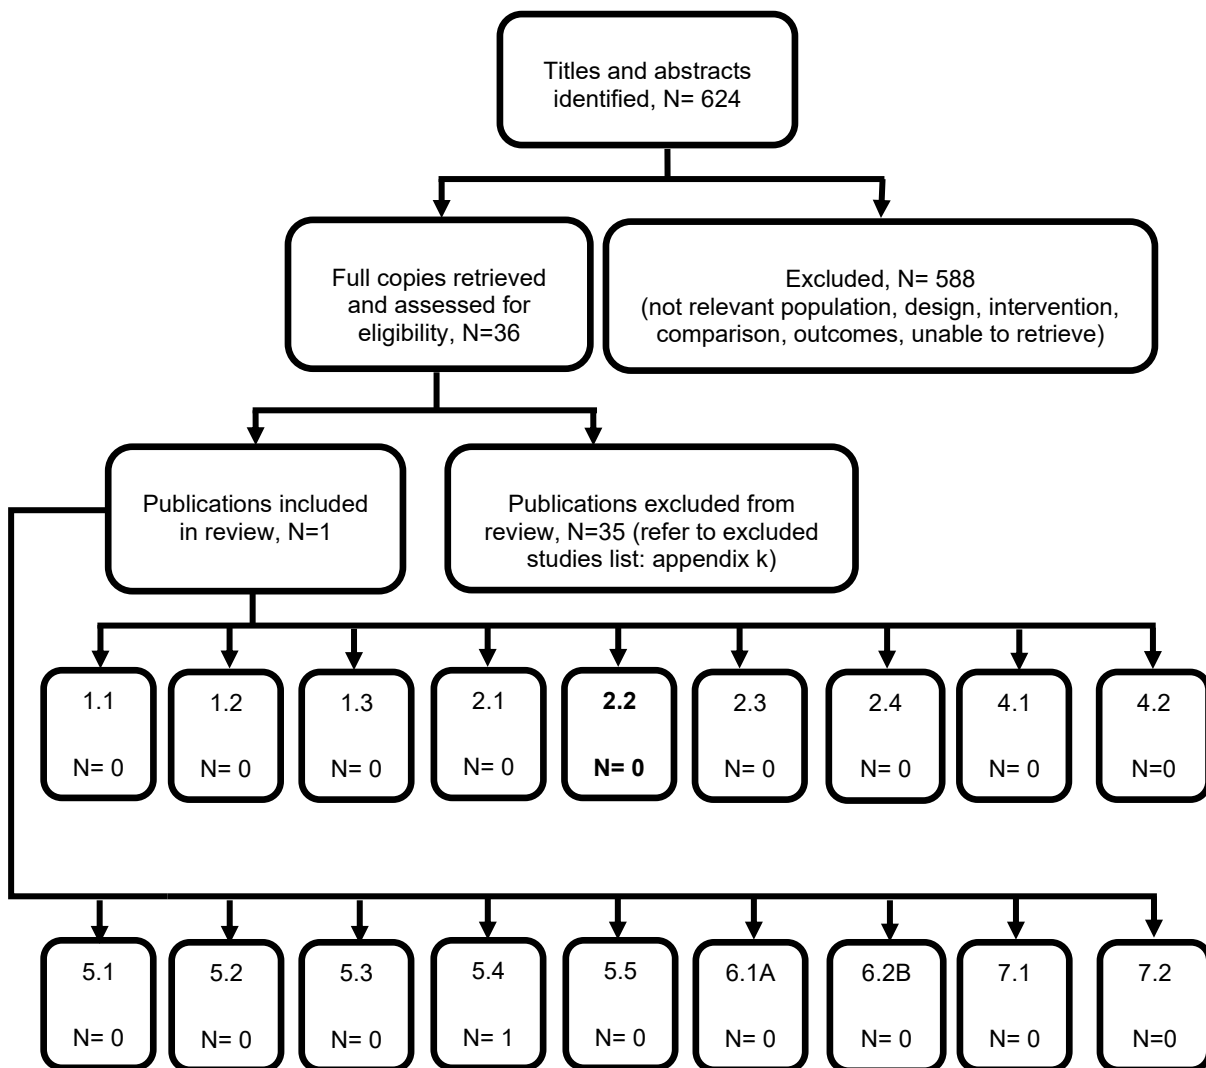 Titles and abstracts
identified, N= 624
Full copies retrieved
and assessed for
eligibility, N=36
Excluded, N= 588
(not relevant population, design, intervention,
comparison, outcomes, unable to retrieve)
Publications included
in review, N=1
Publications excluded from
review, N=35 (refer to excluded
studies list: appendix k)
1.1
N= 0
1.2
N= 0
1.3
N= 0
2.1
N= 0
2.2
N= 0
2.3
N= 0
2.4
N= 0
4.1
N= 0
4.2
N=0
5.1
N= 0
5.2
N= 0
5.3
N= 0
5.4
N= 1
5.5
N= 0
6.1A
N= 0
6.2B
N= 0
7.1
N= 0
7.2
N=0